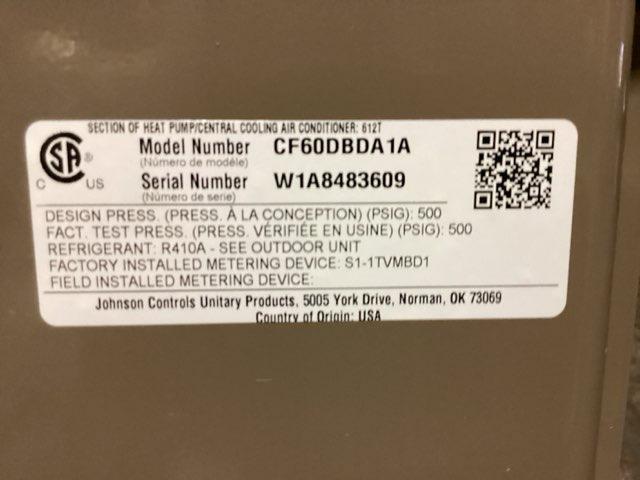 SECTION OF HEAT PUMP/CENTRAL COOLING AIR CONDITIONER: 612T
SA ®
C US
Model Number CF60DBDA1A
(Número de modéle)
Serial Number W1A8483609
(Número de serie)
DESIGN PRESS. (PRESS. À LA CONCEPTION) (PSIG): 500
FACT. TEST PRESS. (PRESS. VÉRIFIÉE EN USINE) (PSIG): 500
REFRIGERANT: R410A - SEE OUTDOOR UNIT
FACTORY INSTALLED METERING DEVICE: S1-1TVMBD1
FIELD INSTALLED METERING DEVICE:
Johnson Controls Unitary Products, 5005 York Drive, Norman, OK 73069
Country of Origin: USA